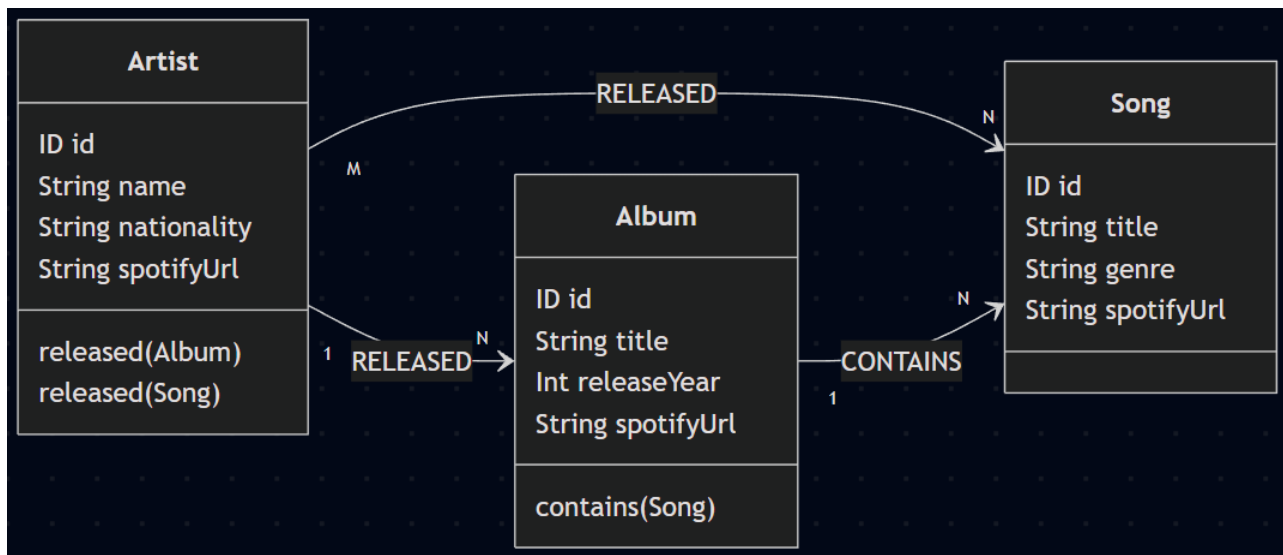 Artist
ID id
String name
String nationality
String spotifyUrl
released(Album)
released(Song)
RELEASED
M
N
1
RELEASED
N
Album
ID id
String title
Int releaseYear
String spotifyUrl
contains(Song)
1
CONTAINS
N
Song
ID id
String title
String genre
String spotifyUrl